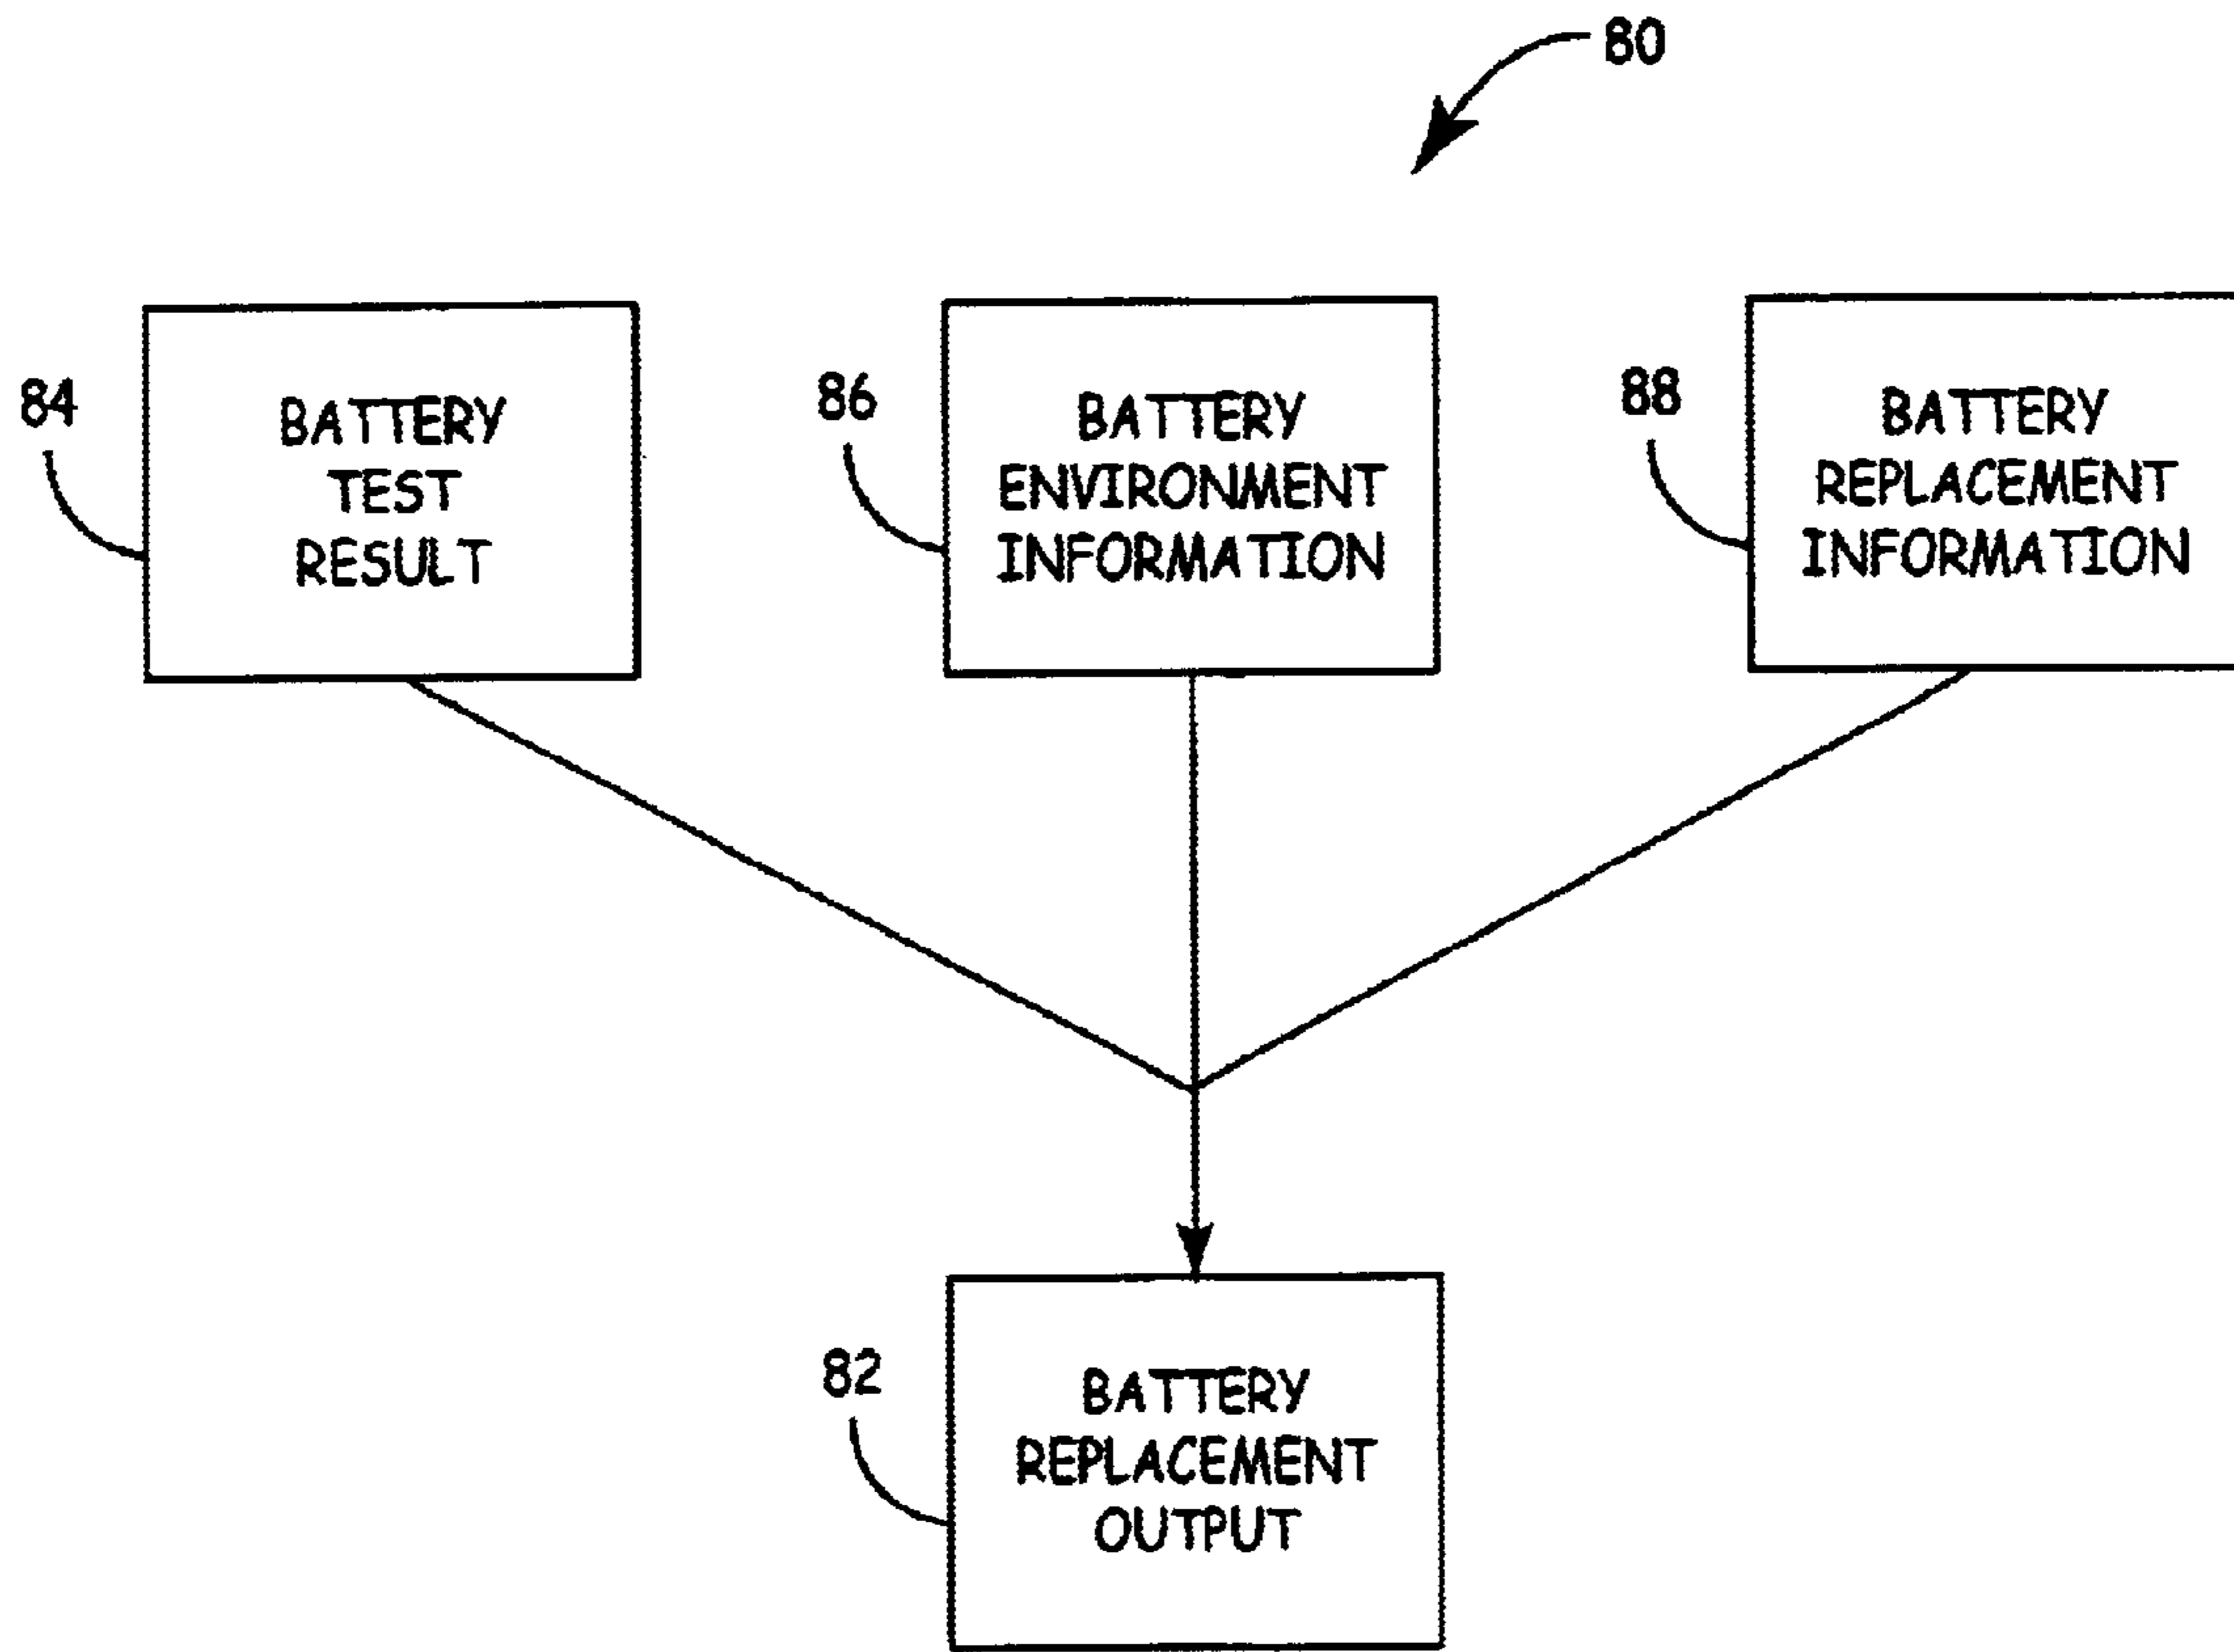 80
84
BATTERY
TEST
RESULT
86
BATTERY
ENVIRONMENT
INFORMATION
88
BATTERY
REPLACEMENT
INFORMATION
82
BATTERY
REPLACEMENT
OUTPUT